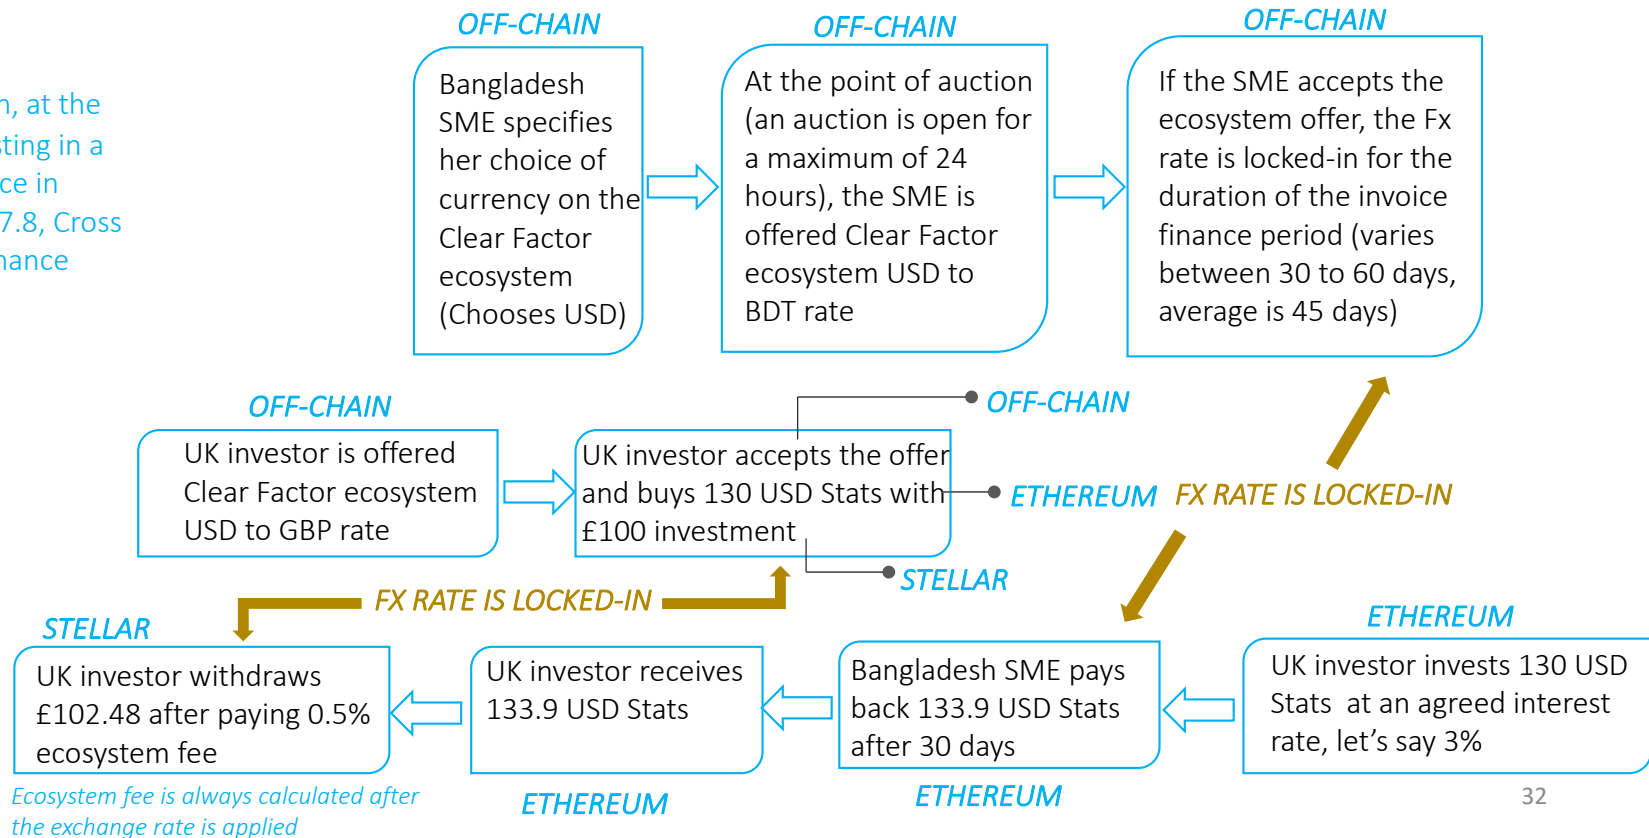 OFF-CHAIN
OFF-CHAIN
OFF-CHAIN
at the
in a
in
7.8, Cross
Bangladesh
SME specifies
her choice of
currency on the
Clear Factor
ecosystem
(Chooses USD)
At the point of auction
(an auction is open for
a maximum of 24
hours), the SME is
offered Clear Factor
ecosystem USD to
BDT rate
If the SME accepts the
ecosystem offer, the Fx
rate is locked-in for the
duration of the invoice
finance period (varies
between 30 to 60 days,
average is 45 days)
OFF-CHAIN
UK investor is offered
Clear Factor ecosystem
USD to GBP rate
UK investor accepts the offer
and buys 130 USD Stats with
£100 investment
OFF-CHAIN
ETHEREUM
STELLAR
FX RATE IS LOCKED-IN
FX RATE IS LOCKED-IN
STELLAR
UK investor withdraws
£102.48 after paying 0.5%
ecosystem fee
UK investor receives
133.9 USD Stats
ETHEREUM
Bangladesh SME pays
back 133.9 USD Stats
after 30 days
ETHEREUM
ETHEREUM
UK investor invests 130 USD
Stats at an agreed interest
rate, let's say 3%
Ecosystem fee is always calculated after
the exchange rate is applied
32